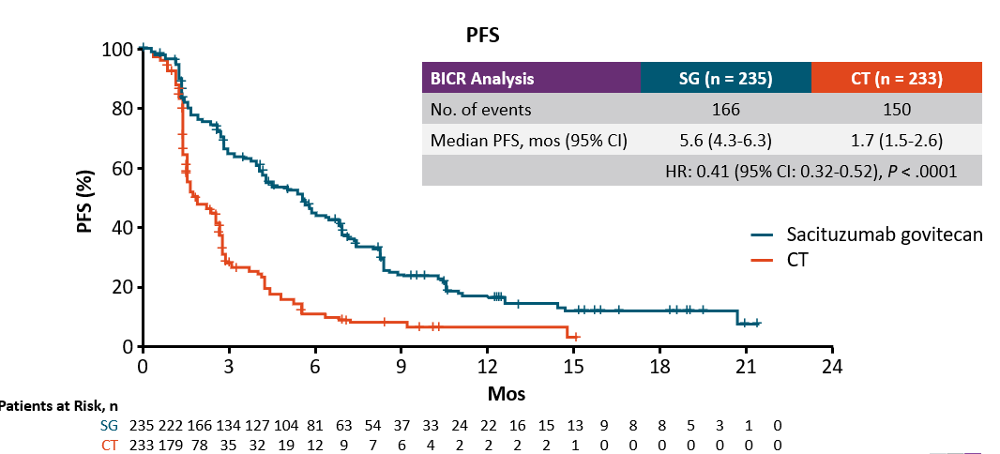 PFS
BICR Analysis SG (n = 235) CT (n = 233)
No. of events 166 150
Median PFS, mos (95% CI) 5.6 (4.3-6.3) 1.7 (1.5-2.6)
HR: 0.41 (95% CI: 0.32-0.52), P < .0001
PFS (%)
100
80
60
40
20
0
Sacituzumab govitecan
CT
0 3 6 9 12 15 18 21 24
Mos
Patients at Risk, n
SG 235 222 166 134 127 104 81 63 54 37 33 24 22 16 15 13 9 8 8 5 3 1 0
CT 233 179 78 35 32 19 12 9 7 6 4 2 2 2 2 1 0 0 0 0 0 0 0